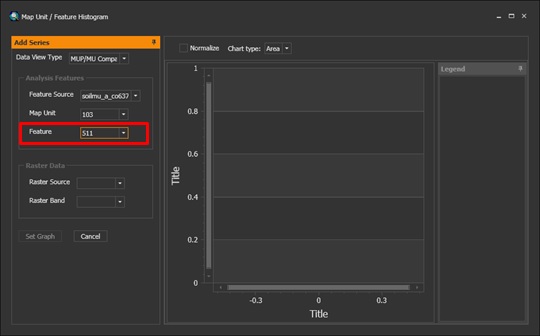 Map Unit / Feature Histogram
Add Series
Data View Type MUP/MU Compa
Analysis Features
Feature Source soilmu_a_co637
Map Unit 103
Feature 511
Raster Data
Raster Source
Raster Band
Set Graph Cancel
Normalize Chart type: Area
Title
1
0.8
0.6
0.4
0.2
0
-0.3 0 0.3
Title
Legend